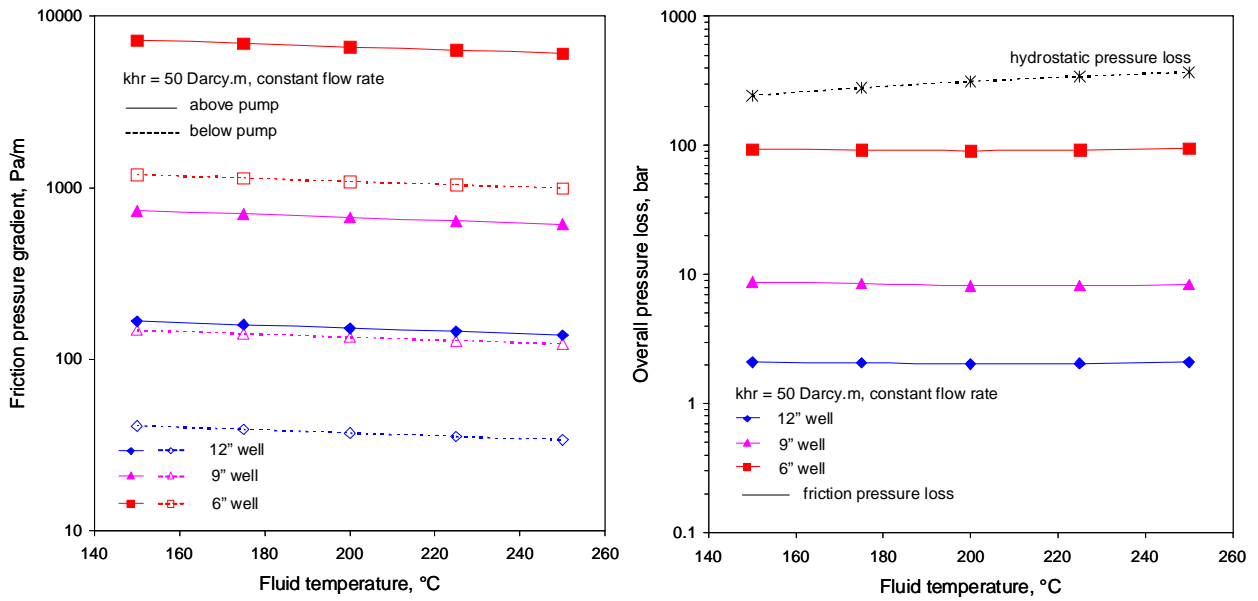 10000
1000
100
10
Friction pressure gradient, Pa/m
khr = 50 Darcy.m, constant flow rate
above pump
below pump
12” well
9” well
6” well
140 160 180 200 220 240 260
Fluid temperature, °C
1000
100
10
1
0.1
Overall pressure loss, bar
hydrostatic pressure loss
khr = 50 Darcy.m, constant flow rate
12” well
9” well
6” well
friction pressure loss
140 160 180 200 220 240 260
Fluid temperature, °C